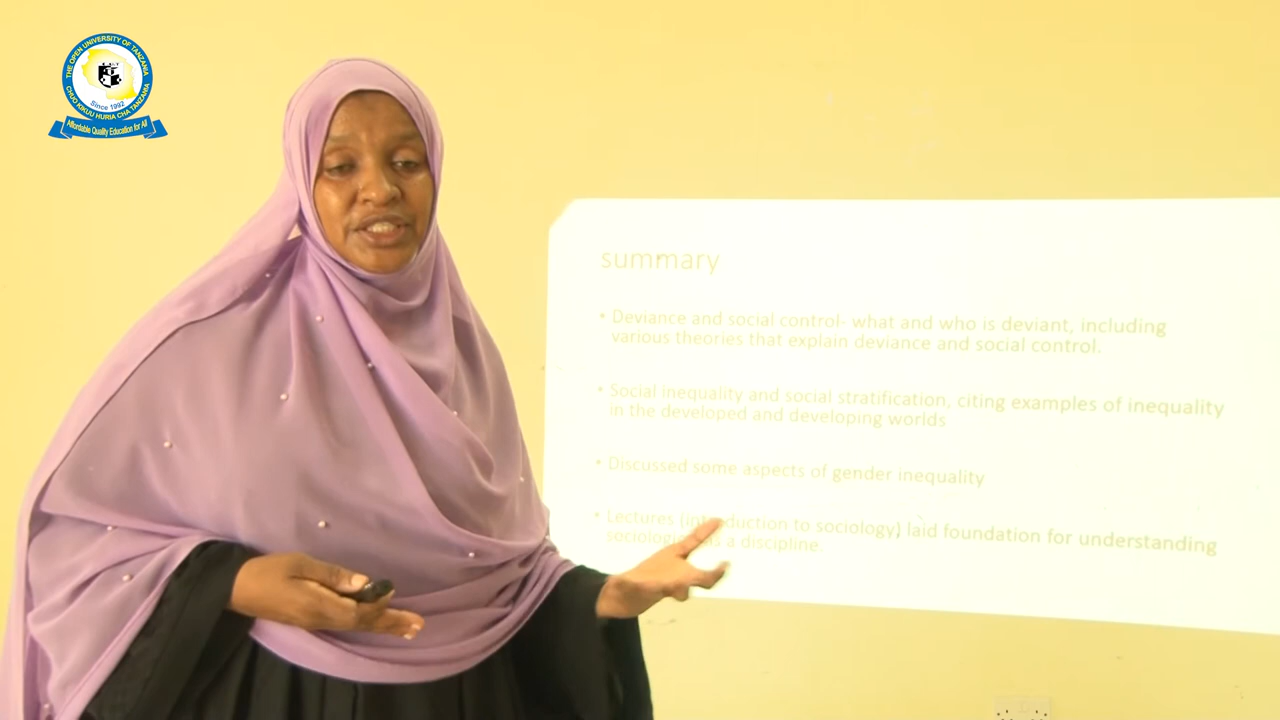 THE OPEN UNIVERSITY OF TANZANIA
CHUO KIKUU HURIA CHA TANZANIA
Since 1992
Affordable Quality Education for All
summary
• Deviance and social control- what and who is deviant, including
various theories that explain deviance and social control.
• Social inequality and social stratification, citing examples of inequality
in the developed and developing worlds
• Discussed some aspects of gender inequality
• Lectures (introduction to sociology) laid foundation for understanding
as a discipline.